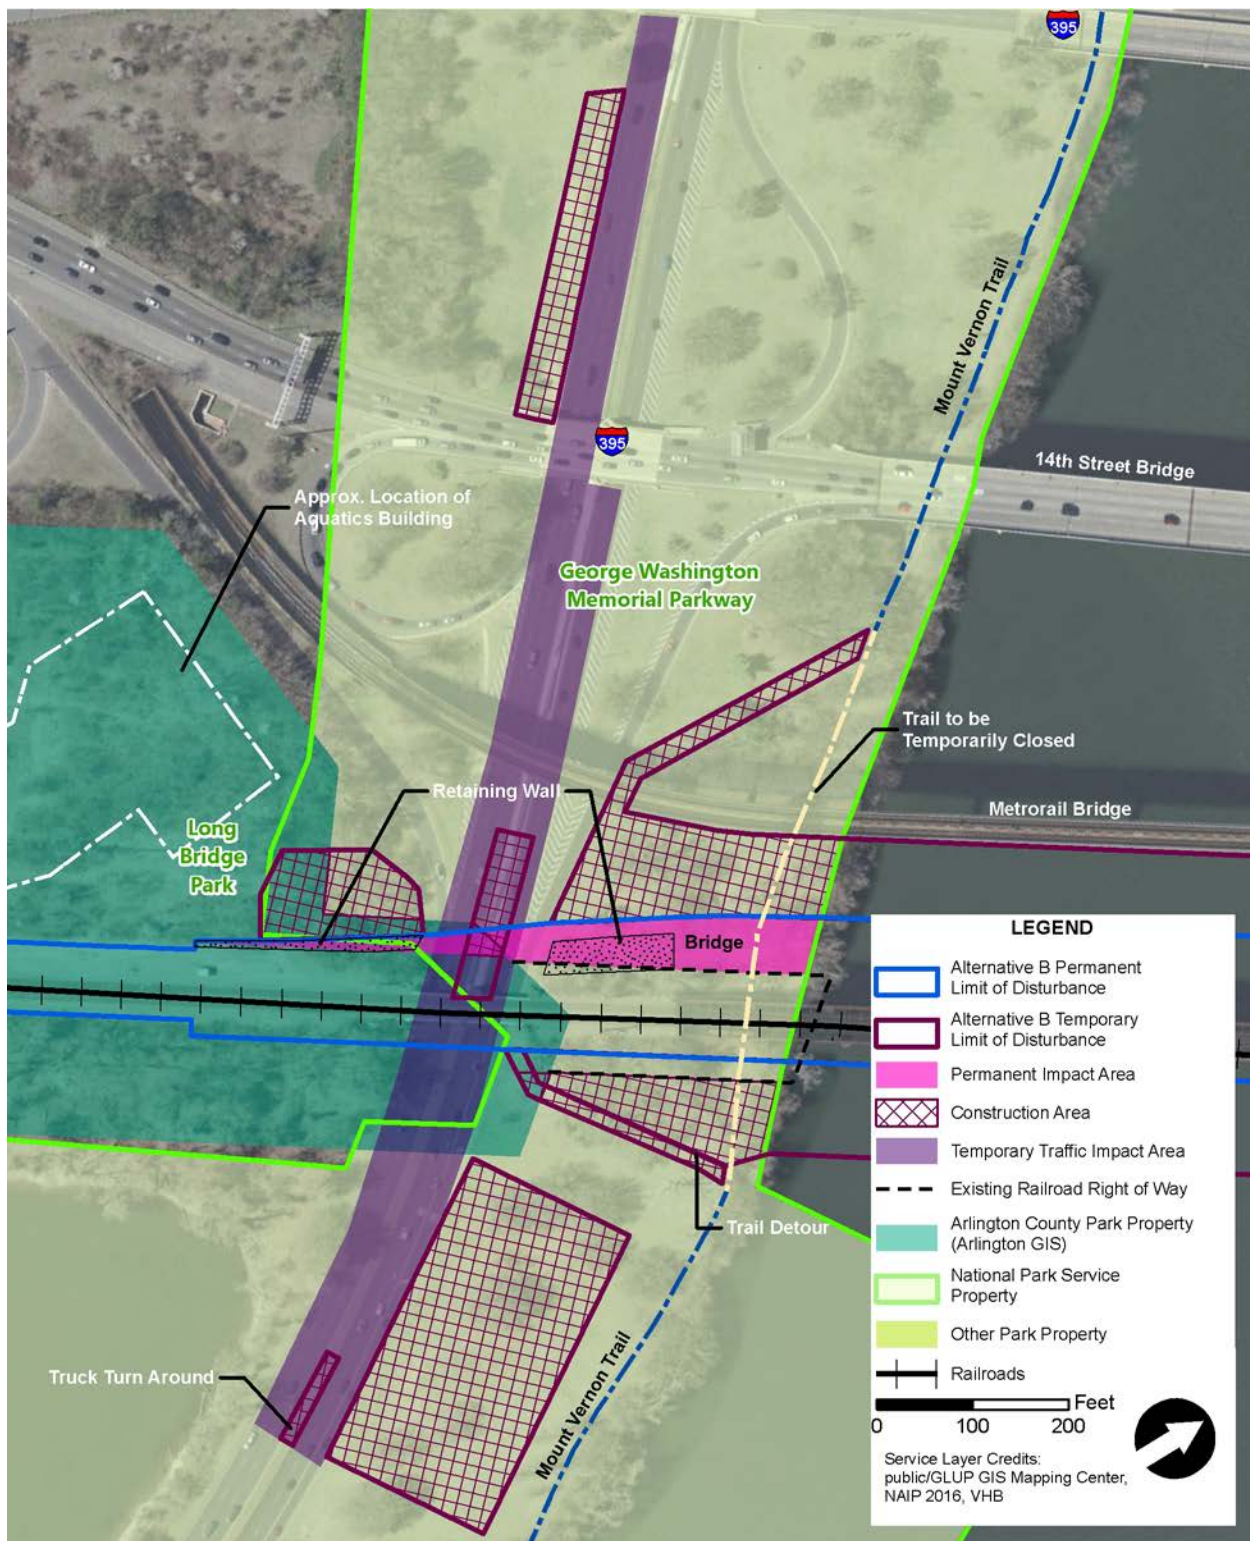 395
Mount Vernon Trail
395
14th Street Bridge
Approx. Location of
Aquatics Building
George Washington
Memorial Parkway
Trail to be
Temporarily Closed
Retaining Wall
Metrorail Bridge
Long
Bridge
Park
Bridge
Trail Detour
Truck Turn Around
Mount Vernon Trail
LEGEND
Alternative B Permanent
Limit of Disturbance
Alternative B Temporary
Limit of Disturbance
Permanent Impact Area
Construction Area
Temporary Traffic Impact Area
Existing Railroad Right of Way
Arlington County Park Property
(Arlington GIS)
National Park Service
Property
Other Park Property
Railroads
Feet
0 100 200
Service Layer Credits:
public/GLUP GIS Mapping Center,
NAIP 2016, VHB